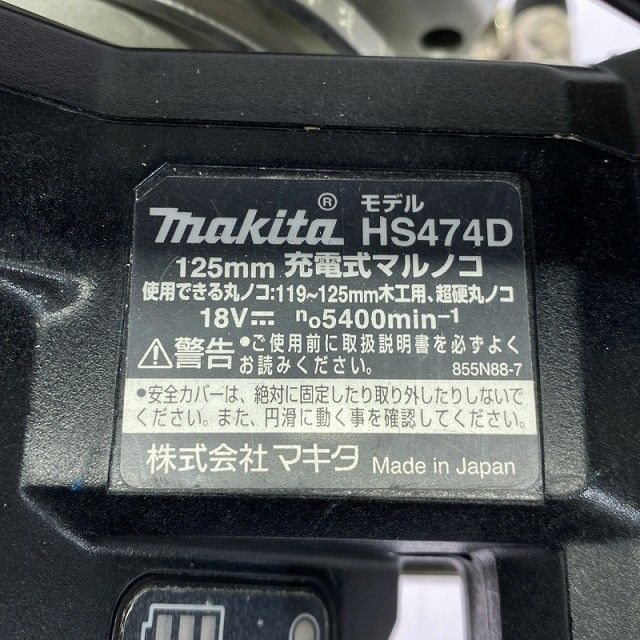 makita® モデル HS474D
125mm 充電式マルノコ
使用できる丸ノコ:119~125mm木工用、超硬丸ノコ
18V⎓ n₀5400min⁻¹
⚠警告 •ご使用前に取扱説明書を必ずよく
お読みください。 855N88-7
•安全カバーは、絶対に固定したり取り外したりしないで
ください。また、円滑に動く事を確認してください。
株式会社マキタ Made in Japan